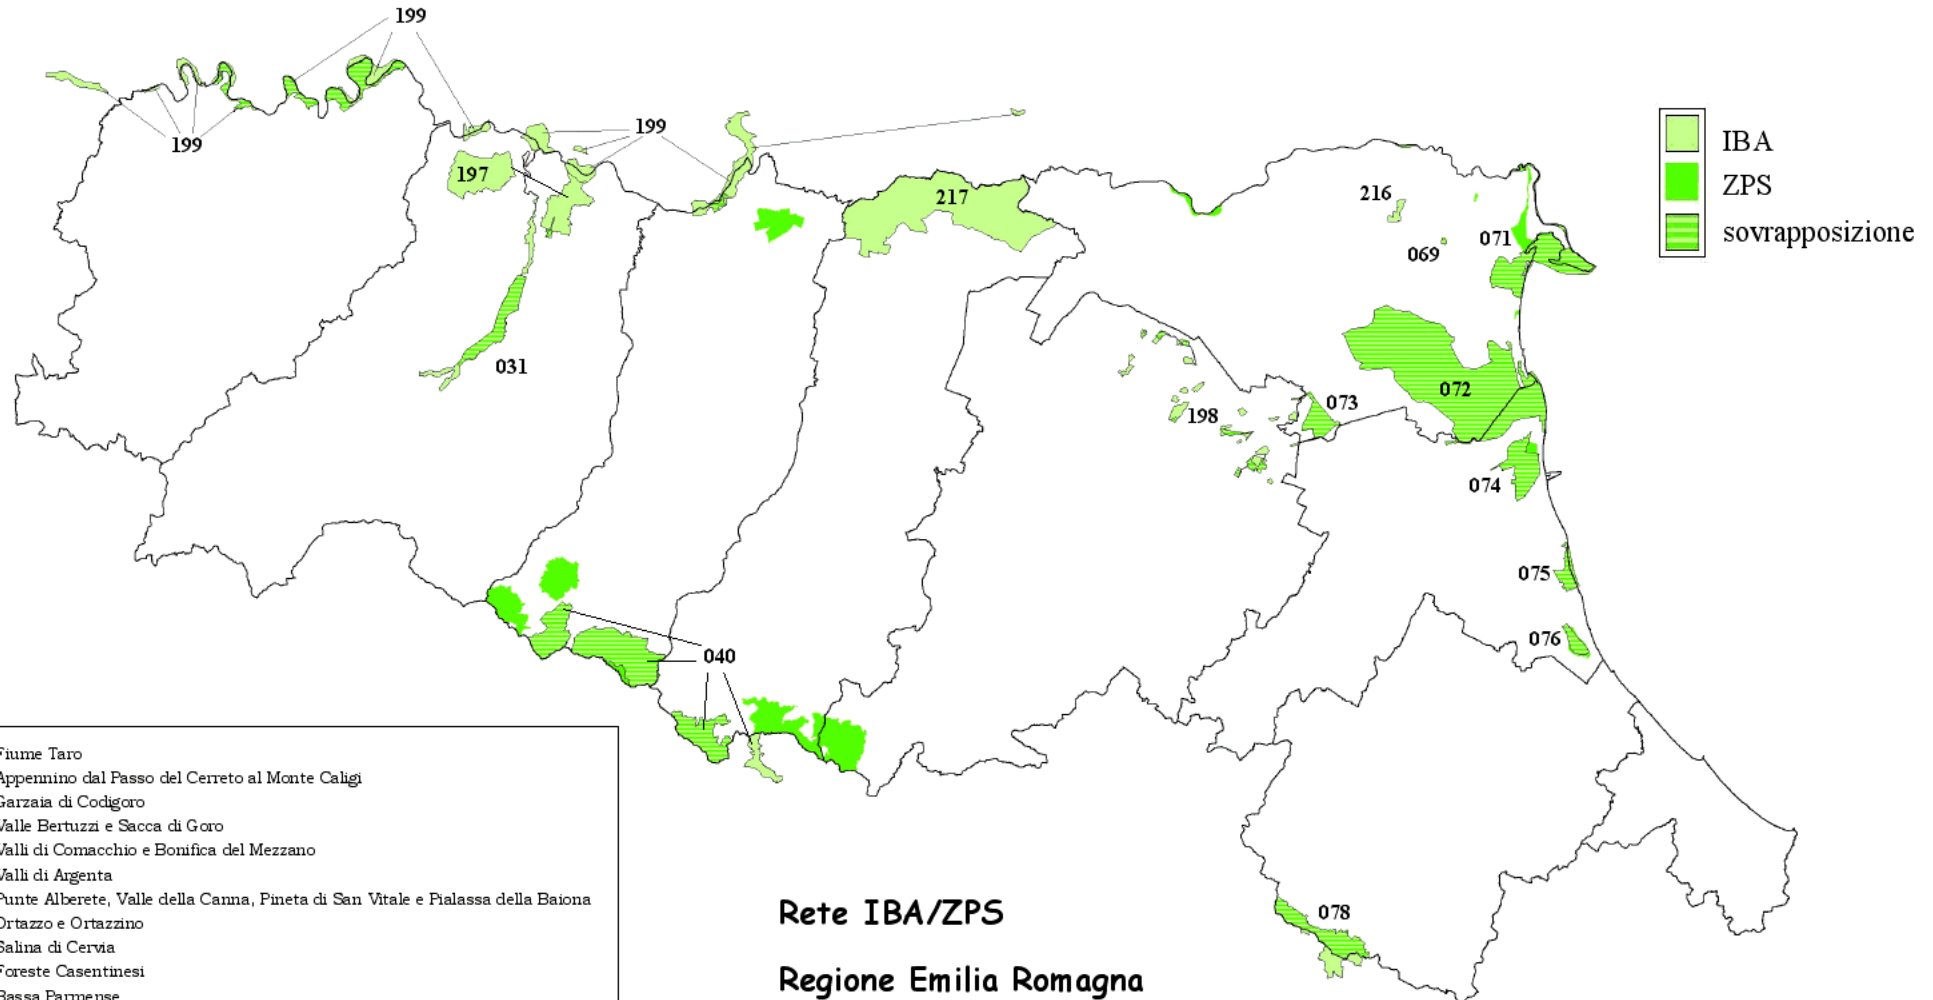 199
199
199
197
217
031
216
069
071
072
073
198
074
075
076
040
078
IBA
ZPS
sovrapposizione
Fiume Taro
Appennino dal Passo del Cerreto al Monte Caligi
Garzaia di Codigoro
Valle Bertuzzi e Sacca di Goro
Valli di Comacchio e Bonifica del Mezzano
Valli di Argenta
Punte Alberete, Valle della Canna, Pineta di San Vitale e Pialassa della Baiona
Ortazzo e Ortazzino
Salina di Cervia
Foreste Casentinesi
Bassa Parmense
Rete IBA/ZPS
Regione Emilia Romagna